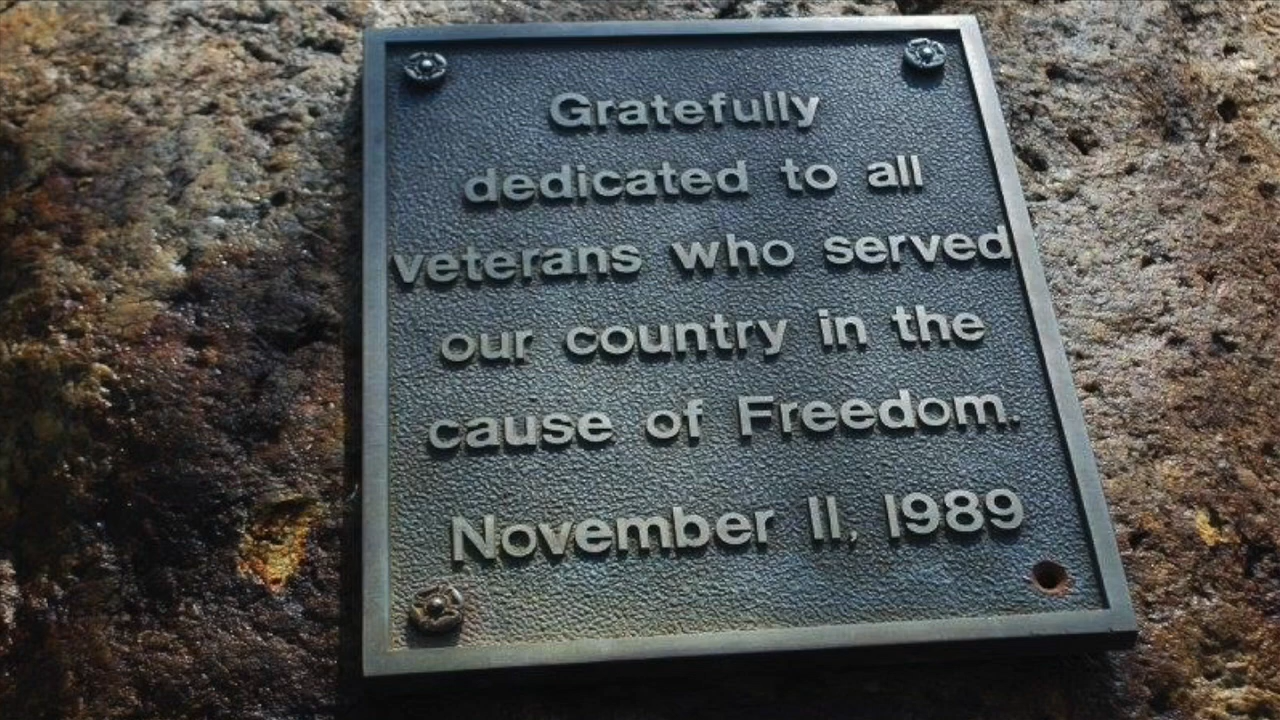 Gratefully
dedicated to all
veterans who served
our country in the
cause of Freedom.
November 11, 1989